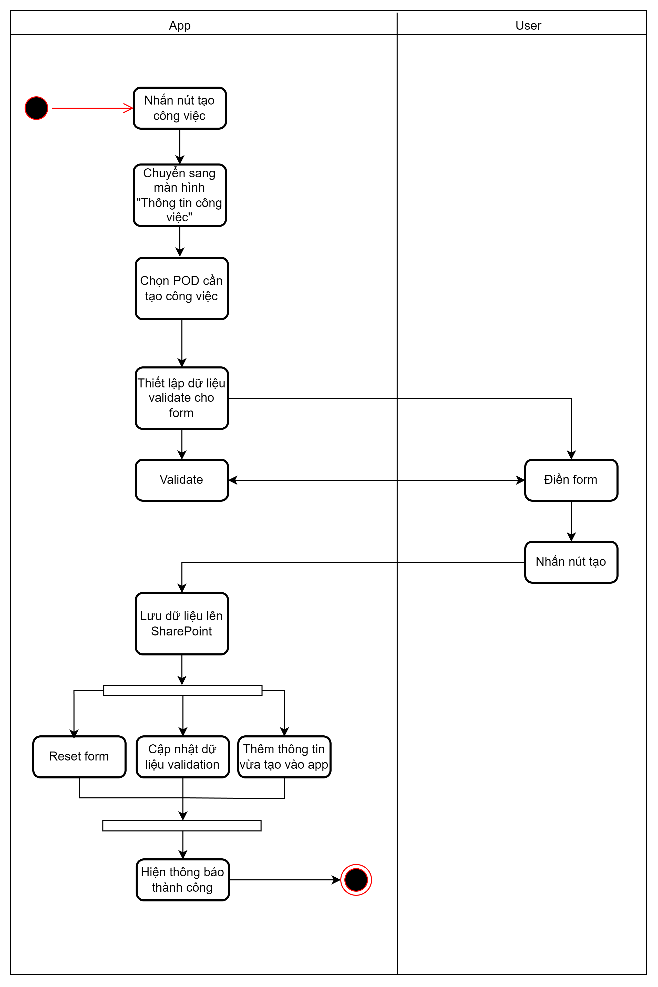 App
User
Nhấn nút tạo
công việc
Chuyển sang
màn hình
"Thông tin công
việc"
Chọn POD cần
tạo công việc
Thiết lập dữ liệu
validate cho
form
Validate
Điền form
Nhấn nút tạo
Lưu dữ liệu lên
SharePoint
Reset form
Cập nhật dữ
liệu validation
Thêm thông tin
vừa tạo vào app
Hiện thông báo
thành công